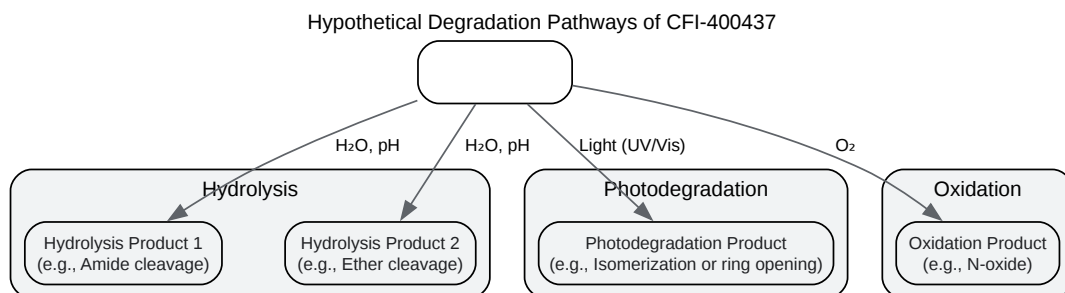 Hypothetical Degradation Pathways of CFI-400437
H₂O, pH
H₂O, pH
Light (UV/Vis)
O₂
Hydrolysis
Photodegradation
Oxidation
Hydrolysis Product 1
(e.g., Amide cleavage)
Hydrolysis Product 2
(e.g., Ether cleavage)
Photodegradation Product
(e.g., Isomerization or ring opening)
Oxidation Product
(e.g., N-oxide)